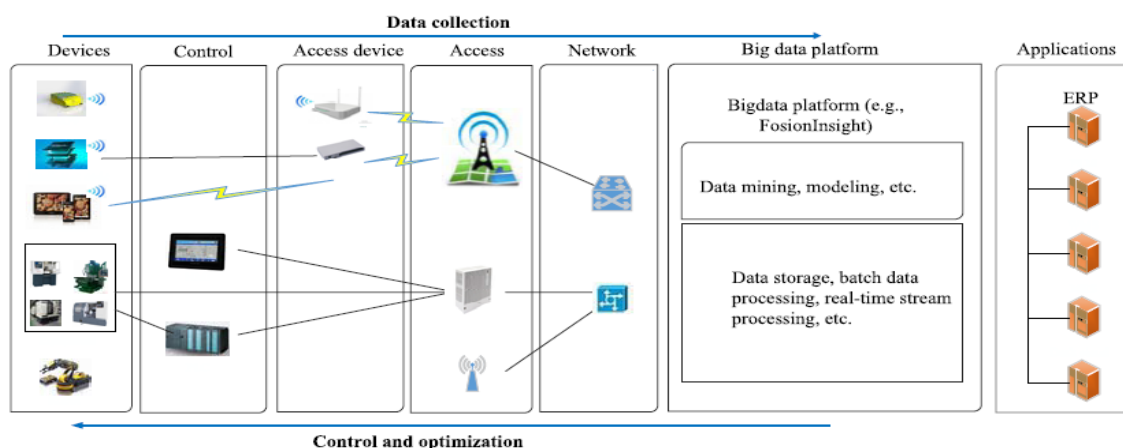 Data collection
Devices
Control
Access device
Access
Network
Big data platform
Applications
Bigdata platform (e.g.,
FosionInsight)
Data mining, modeling, etc.
Data storage, batch data
processing, real-time stream
processing, etc.
ERP
Control and optimization